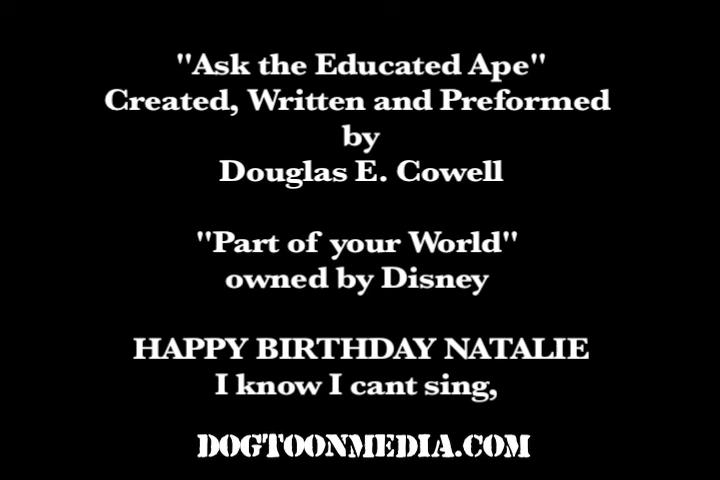 "Ask the Educated Ape"
Created, Written and Preformed
by
Douglas E. Cowell
"Part of your World"
owned by Disney
HAPPY BIRTHDAY NATALIE
I know I cant sing,
DOGTOONMEDIA.COM